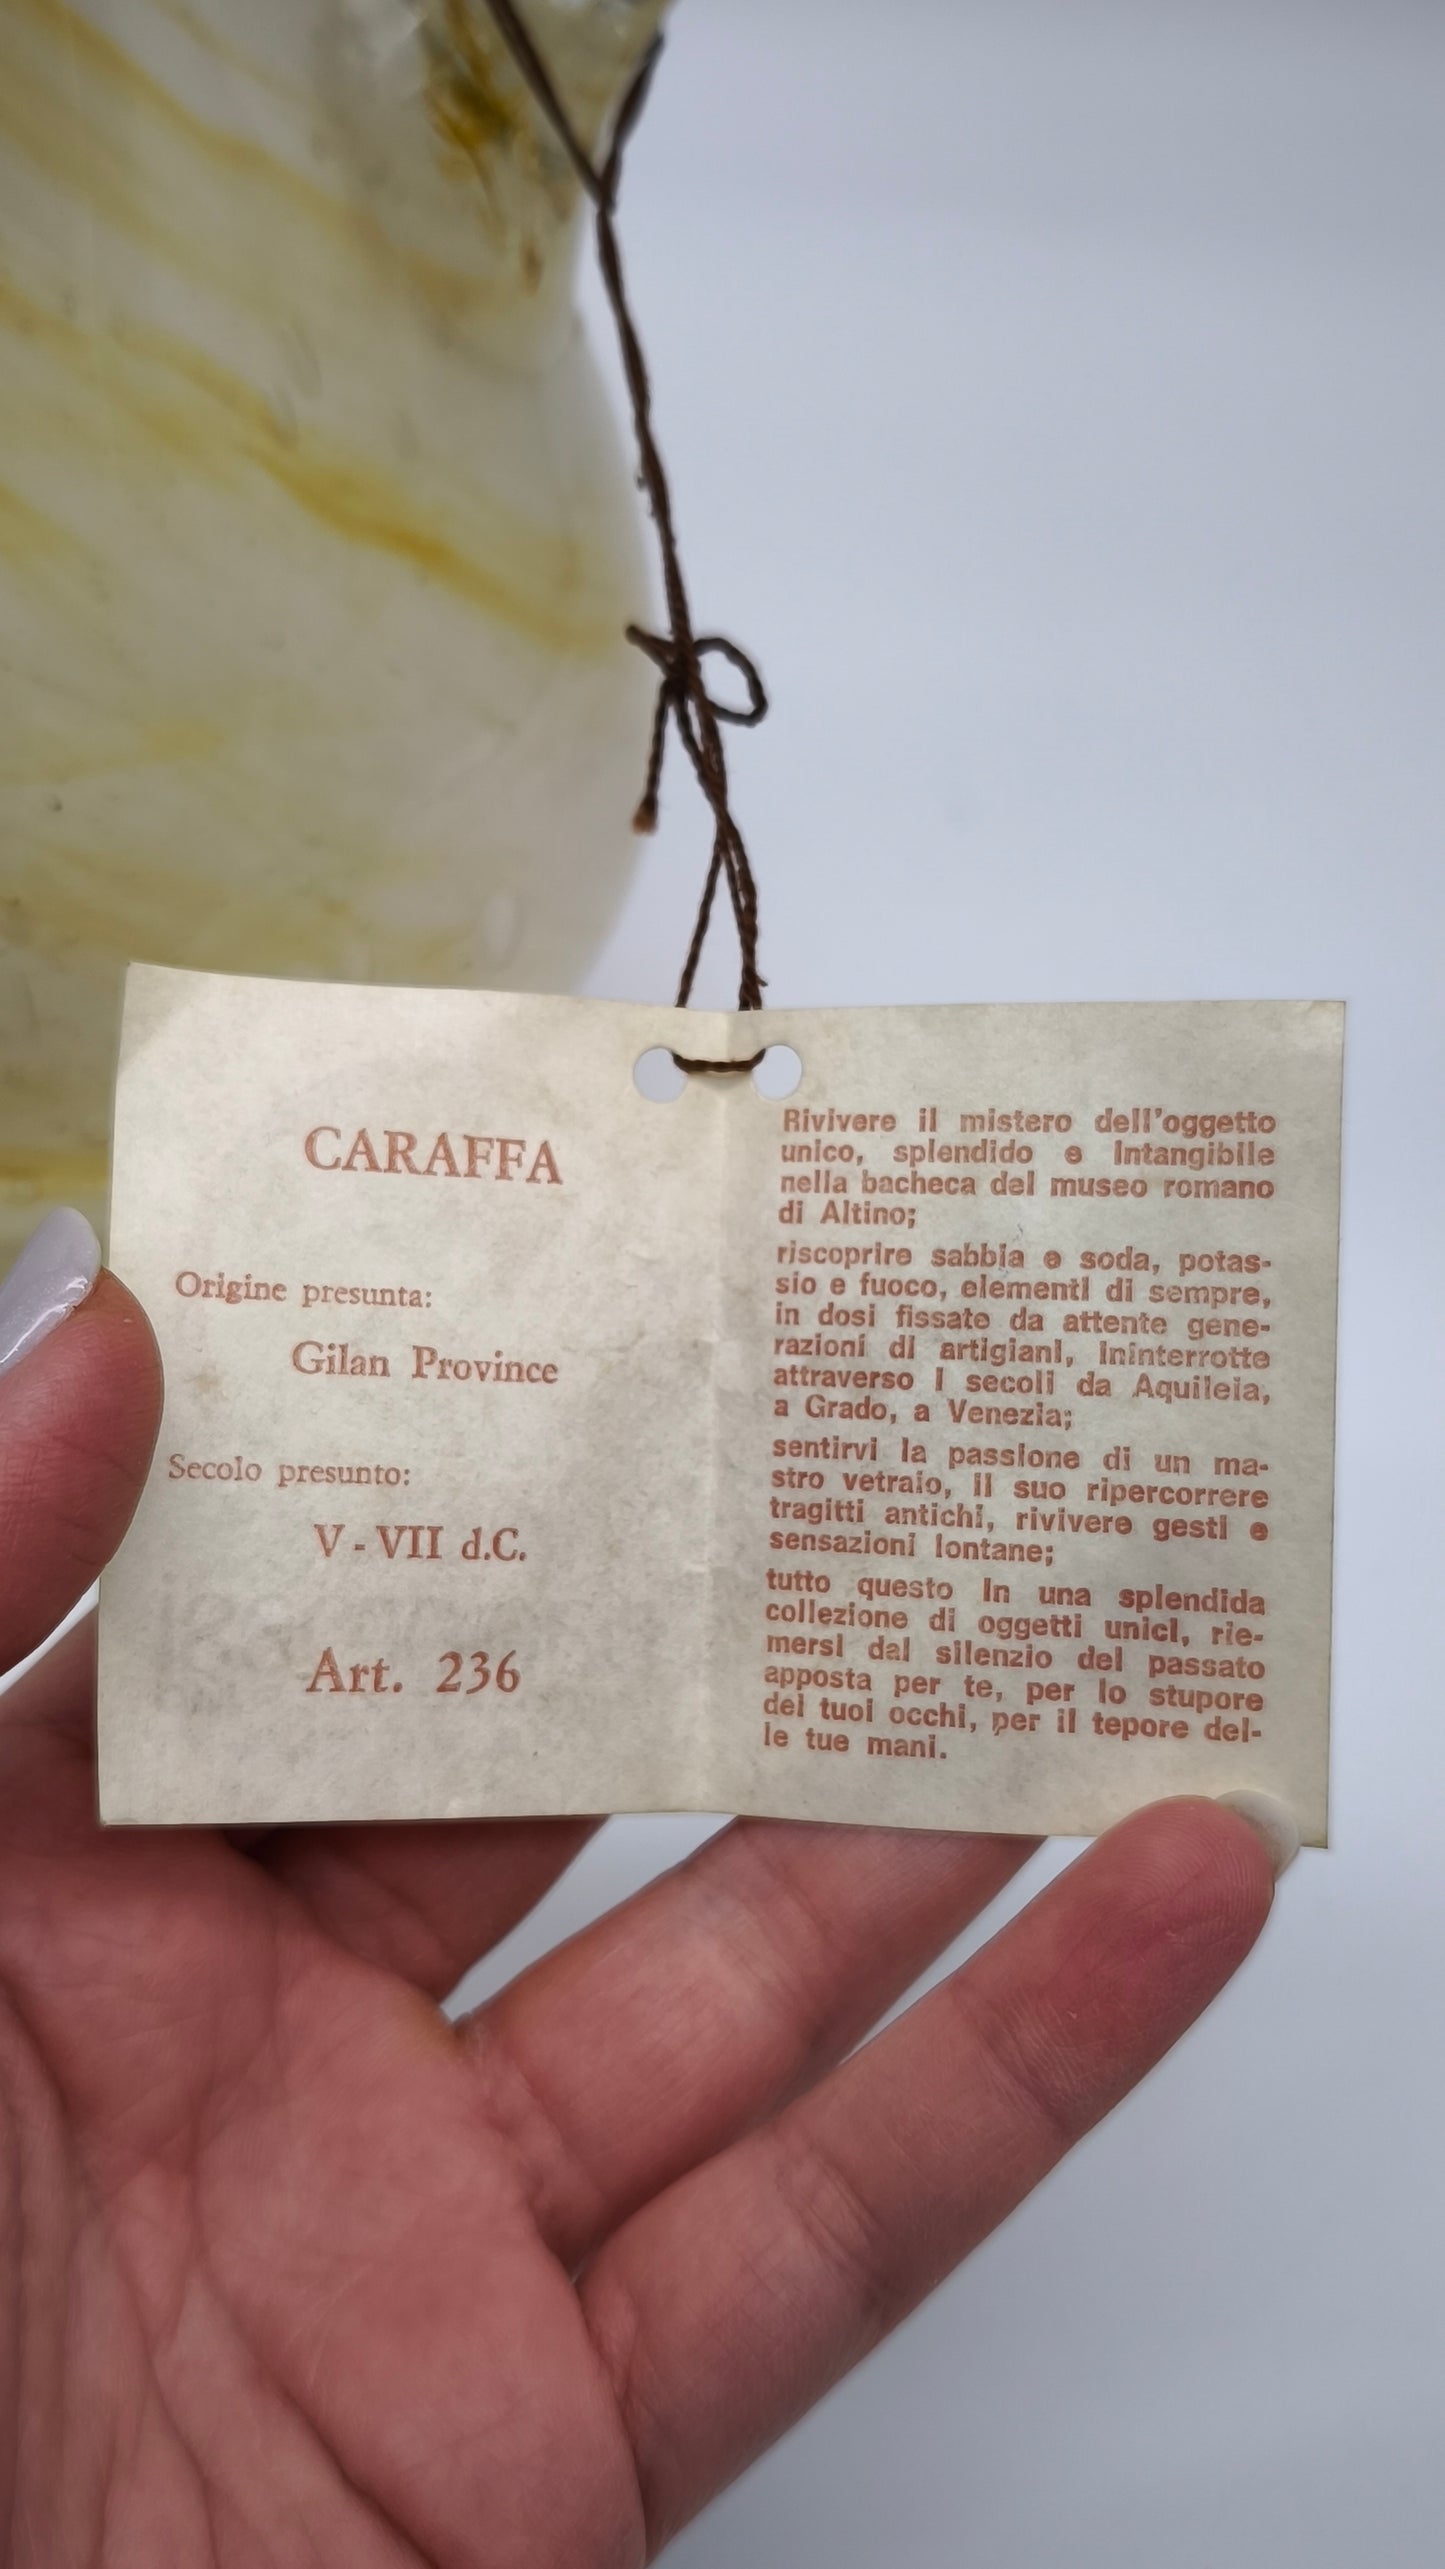 CARAFFA
Origine presunta:
Gilan Province
Secolo presunto:
V - VII d.C.
Art. 236
Rivivere il mistero dell'oggetto
unico, splendido e intangibile
nella bacheca del museo romano
di Altino;
riscoprire sabbia e soda, potas-
sio e fuoco, elementi di sempre,
in dosi fissate da attente gene-
razioni di artigiani, ininterrotte
attraverso i secoli da Aquileia,
a Grado, a Venezia;
sentirvi la passione di un ma-
stro vetraio, il suo ripercorrere
tragitti antichi, rivivere gesti e
sensazioni lontane;
tutto questo in una splendida
collezione di oggetti unici, rie-
mersi dal silenzio del passato
apposta per te, per lo stupore
dei tuoi occhi, per il tepore del-
le tue mani.